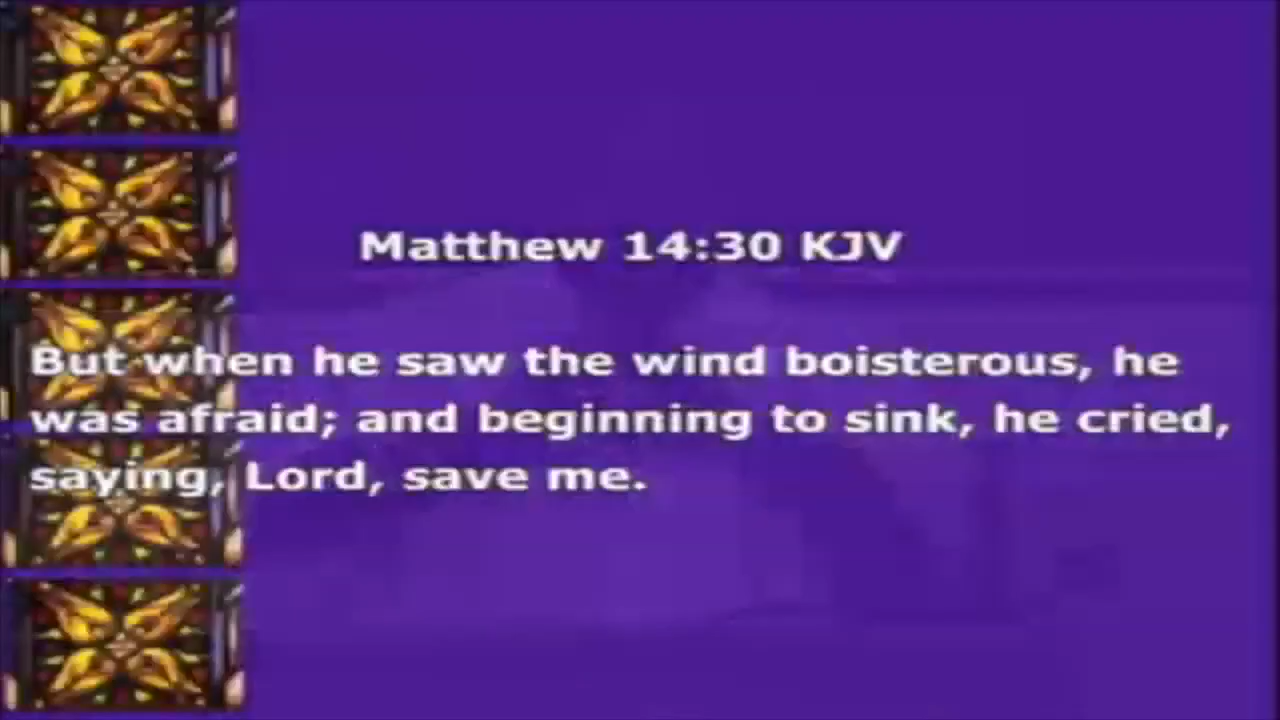 Matthew 14:30 KJV
But when he saw the wind boisterous, he
was afraid; and beginning to sink, he cried,
saying, Lord, save me.